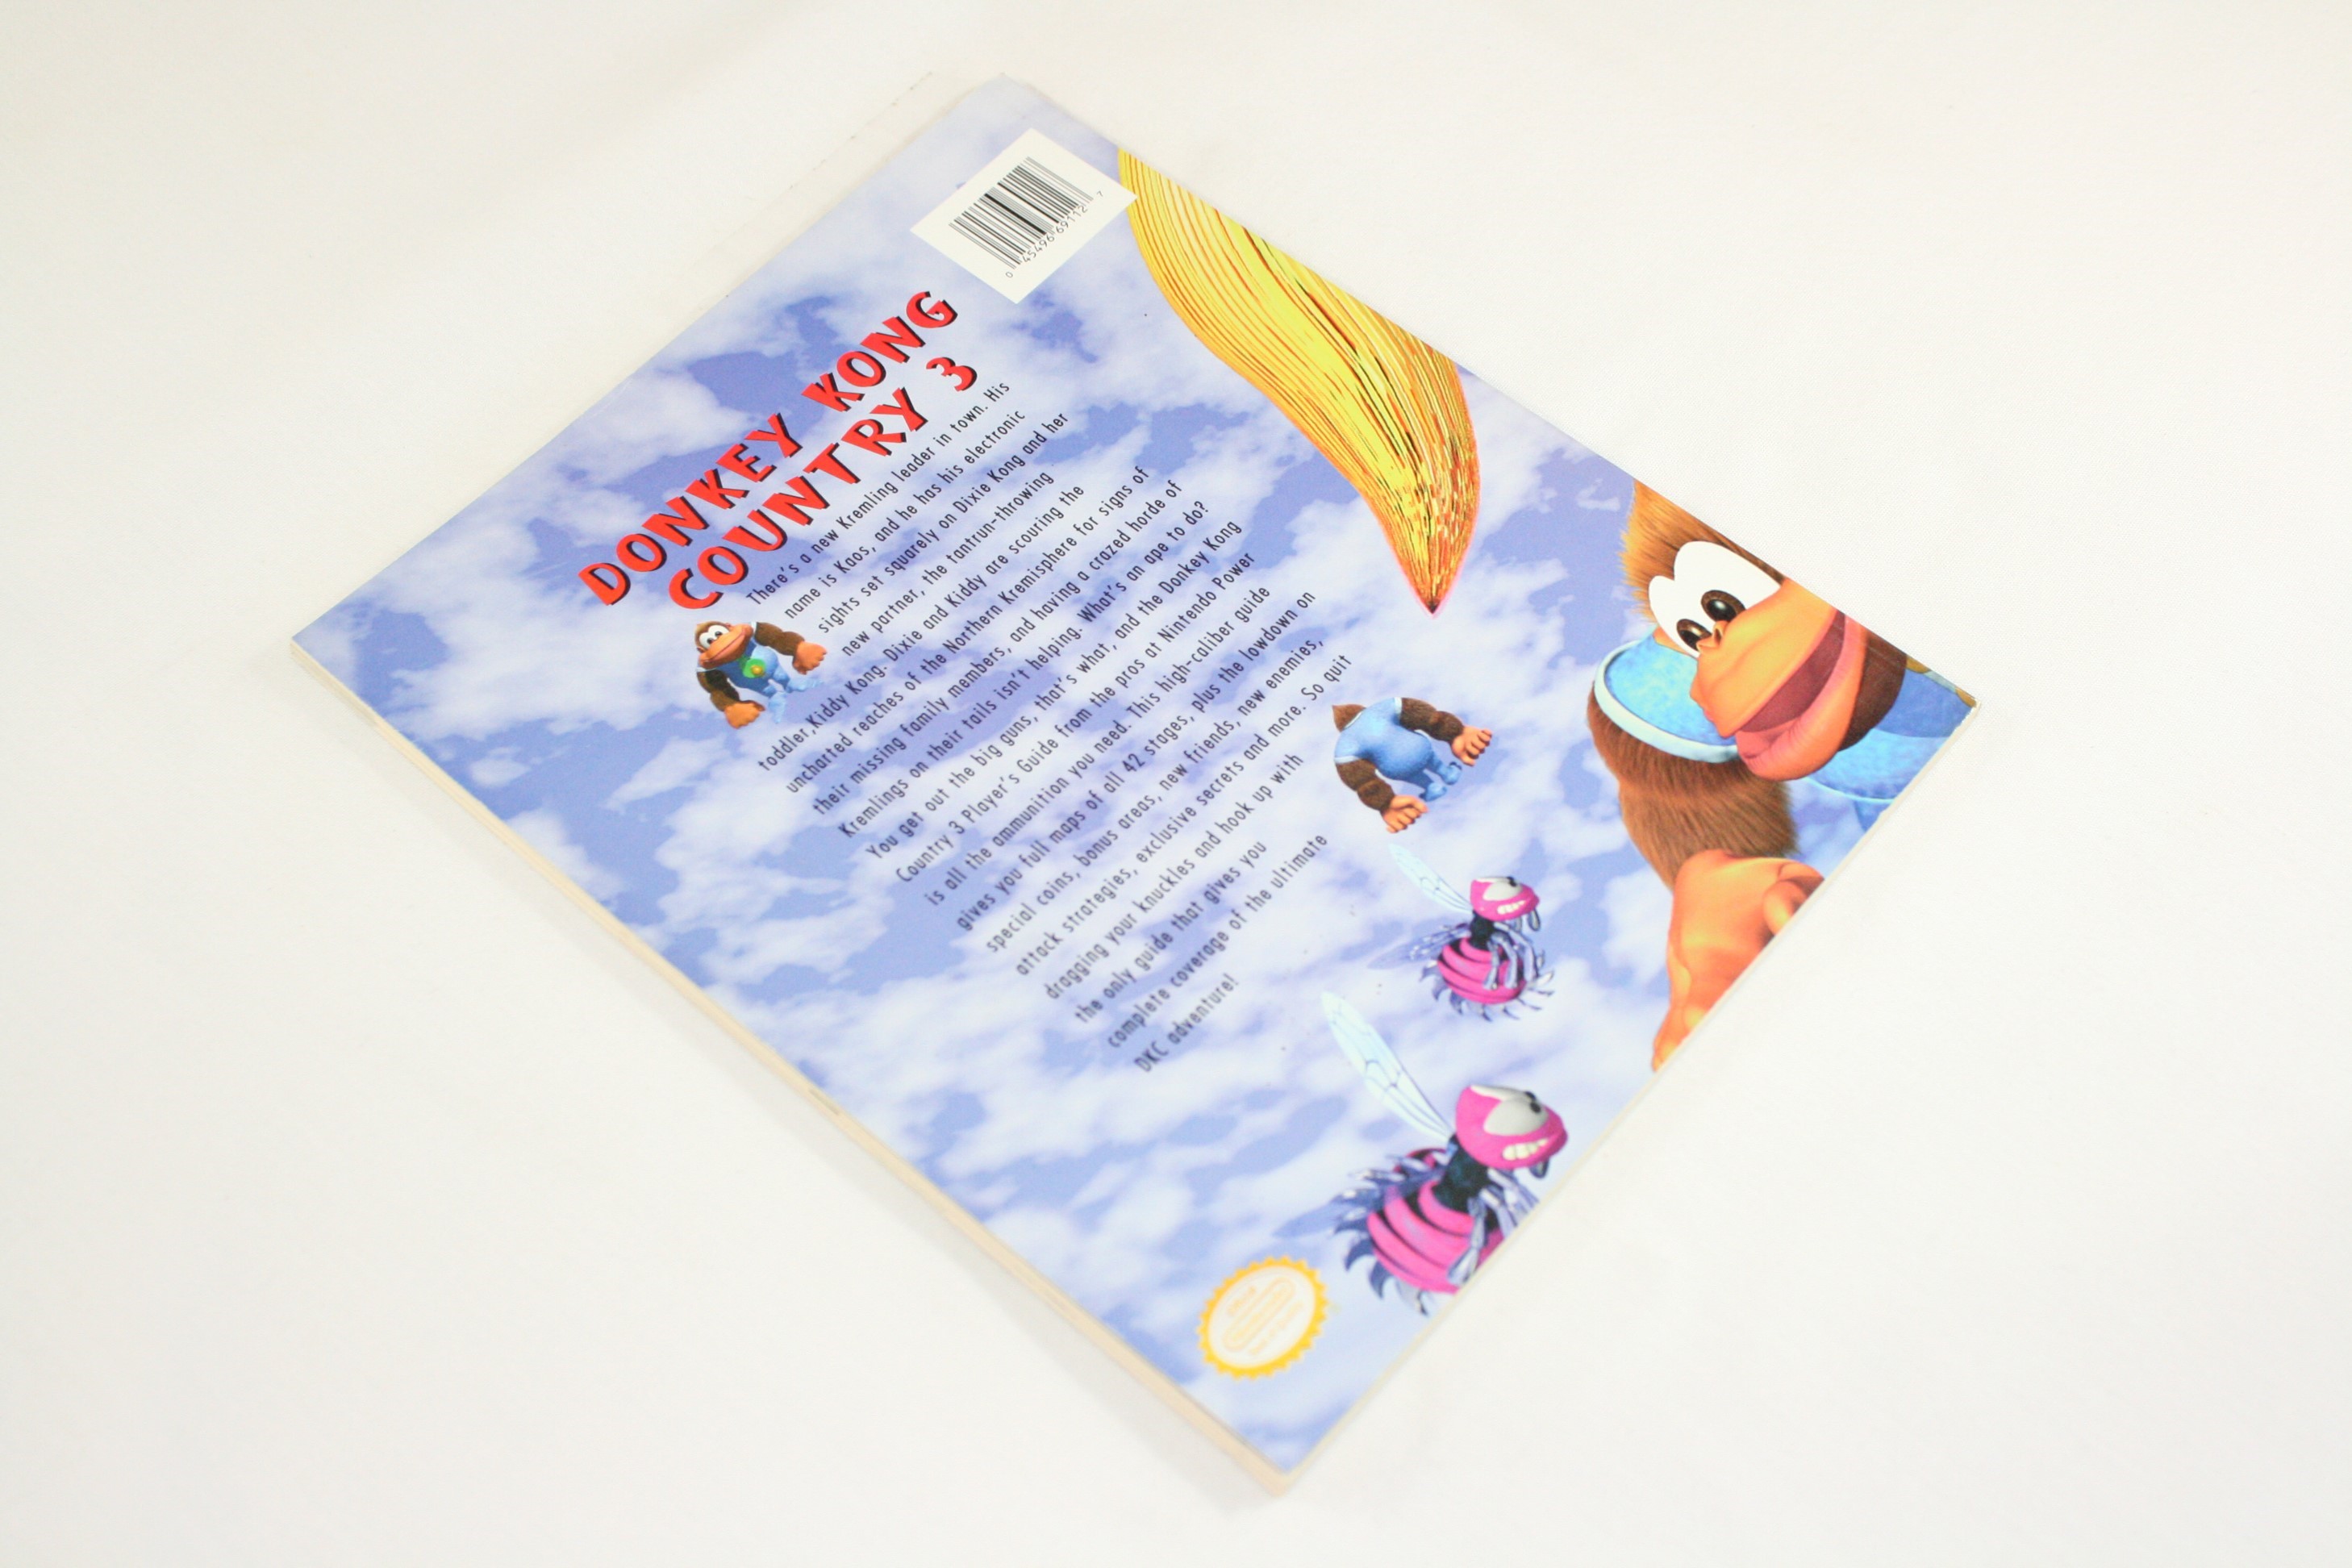 DONKEY KONG
COUNTRY 3
There's a new Kremling leader in town. His
name is Kaos, and he has his electronic
sights set squarely on Dixie Kong and her
new partner, the tantrun-throwing
toddler,Kiddy Kong. Dixie and Kiddy are scouring the
uncharted reaches of the Northern Kremisphere for signs of
their missing family members, and having a crazed horde of
Kremlings on their tails isn't helping. What's an ape to do?
You get out the big guns, that's what, and the Donkey Kong
Country 3 Player's Guide from the pros at Nintendo Power
is all the ammunition you need. This high-caliber guide
gives you full maps of all 42 stages, plus the lowdown on
special coins, bonus areas, new friends, new enemies,
attack strategies, exclusive secrets and more. So quit
dragging your knuckles and hook up with
the only guide that gives you
complete coverage of the ultimate
DKC adventure!
0 45496 69112 7